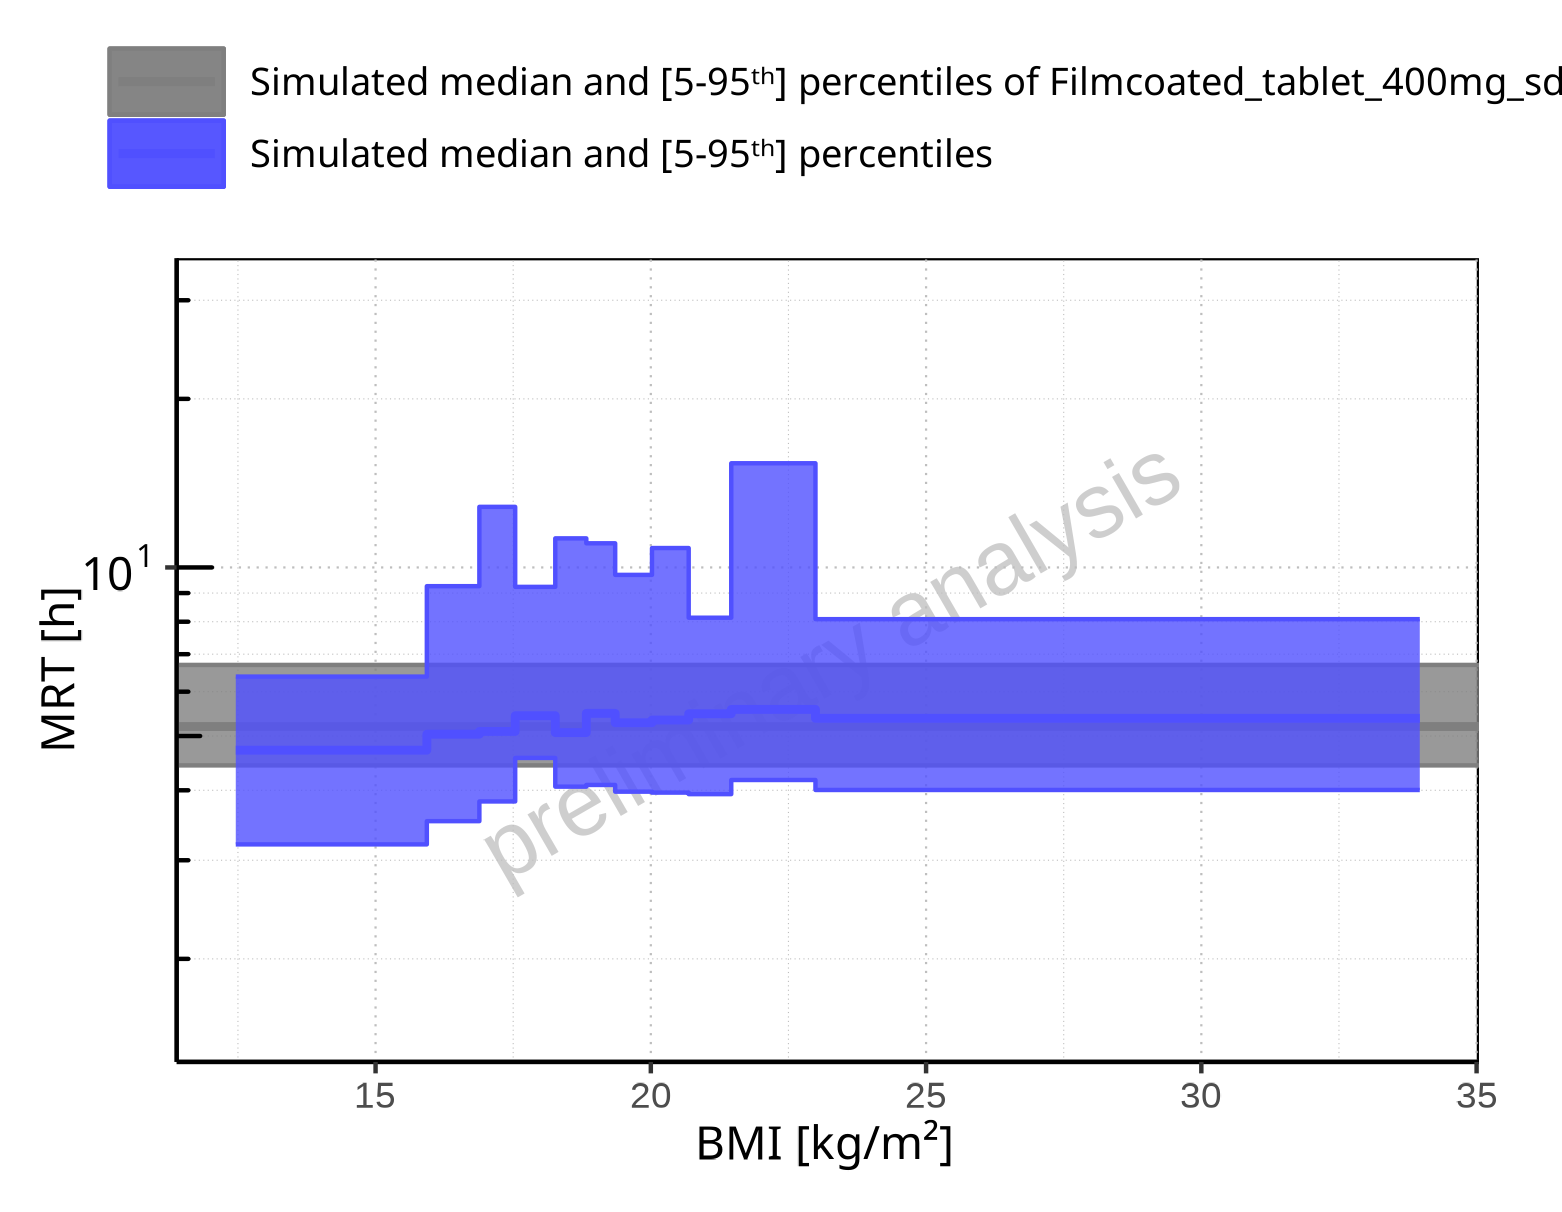 Simulated median and [5-95ᵗʰ] percentiles of Filmcoated_tablet_400mg_sd
Simulated median and [5-95ᵗʰ] percentiles
10¹
MRT [h]
preliminary analysis
15 20 25 30 35
BMI [kg/m²]